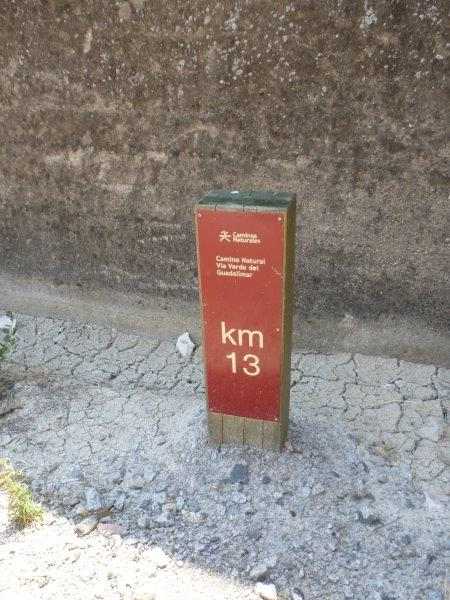 Caminos
Naturales
Camino Natural
Vía Verde del
Guadalimar
km
13